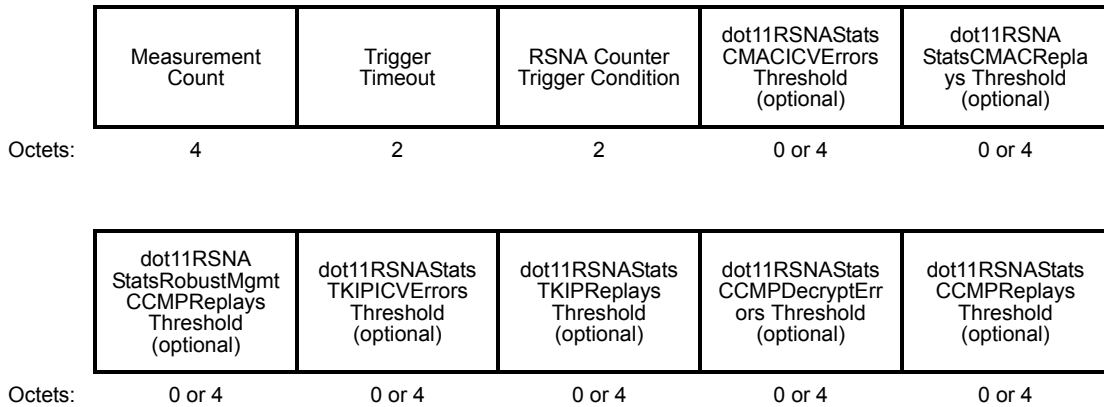 Measurement
Count
Trigger
Timeout
RSNA Counter
Trigger Condition
dot11RSNAStats
CMACICVErrors
Threshold
(optional)
dot11RSNA
StatsCMACRepla
ys Threshold
(optional)
Octets:
4
2
2
0 or 4
0 or 4
dot11RSNA
StatsRobustMgmt
CCMPReplays
Threshold
(optional)
dot11RSNAStats
TKIPICVErrors
Threshold
(optional)
dot11RSNAStats
TKIPReplays
Threshold
(optional)
dot11RSNAStats
CCMPDecryptErr
ors Threshold
(optional)
dot11RSNAStats
CCMPReplays
Threshold
(optional)
Octets:
0 or 4
0 or 4
0 or 4
0 or 4
0 or 4